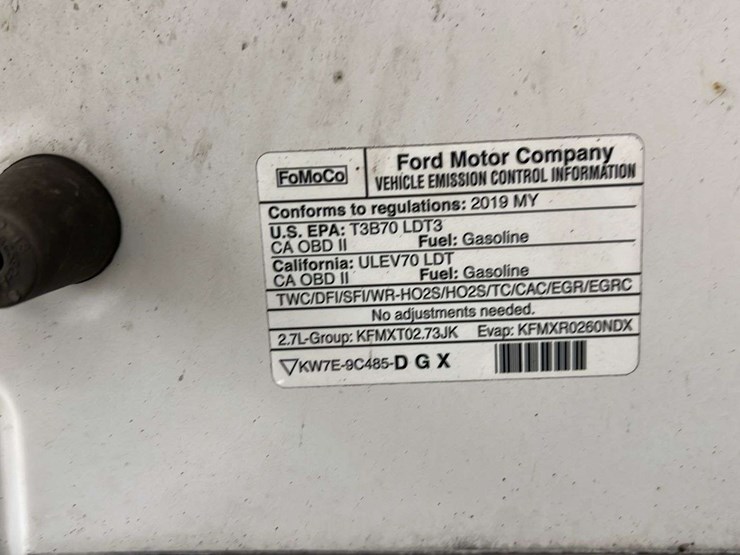 FoMoCo
Ford Motor Company
VEHICLE EMISSION CONTROL INFORMATION
Conforms to regulations: 2019 MY
U.S. EPA: T3B70 LDT3
CA OBD II Fuel: Gasoline
California: ULEV70 LDT
CA OBD II Fuel: Gasoline
TWC/DFI/SFI/WR-HO2S/HO2S/TC/CAC/EGR/EGRC
No adjustments needed.
2.7L-Group: KFMXT02.73JK Evap: KFMXR0260NDX
▽KW7E-9C485-D G X